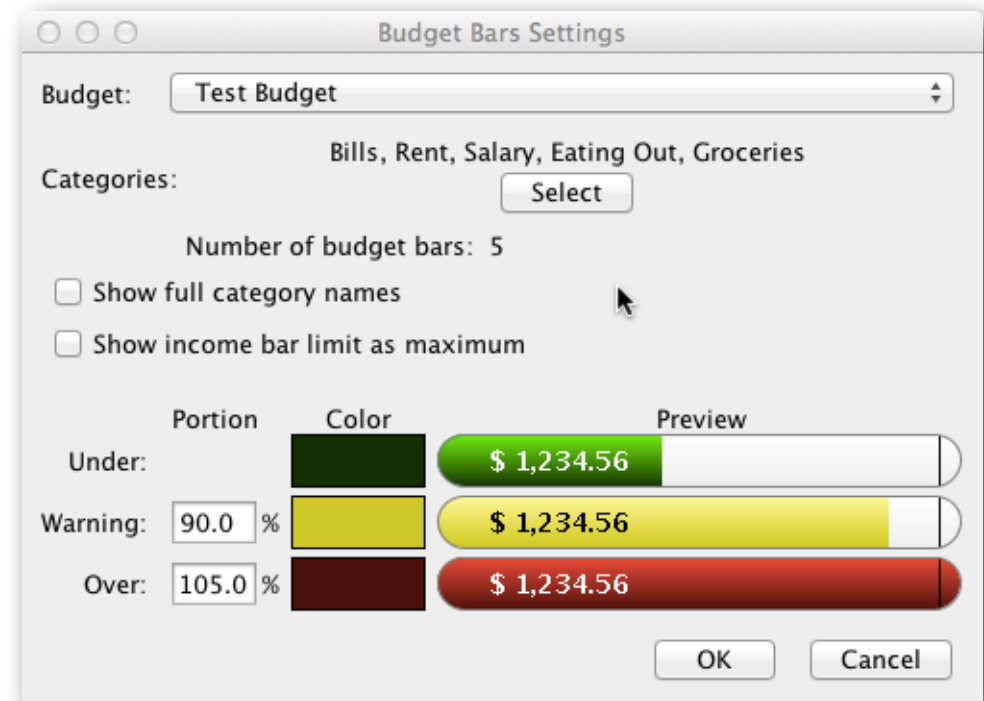 Budget Bars Settings
Budget: Test Budget
Bills, Rent, Salary, Eating Out, Groceries
Categories:
Select
Number of budget bars: 5
Show full category names
Show income bar limit as maximum
Portion Color Preview
Under: $ 1,234.56
Warning: 90.0 % $ 1,234.56
Over: 105.0 % $ 1,234.56
OK Cancel